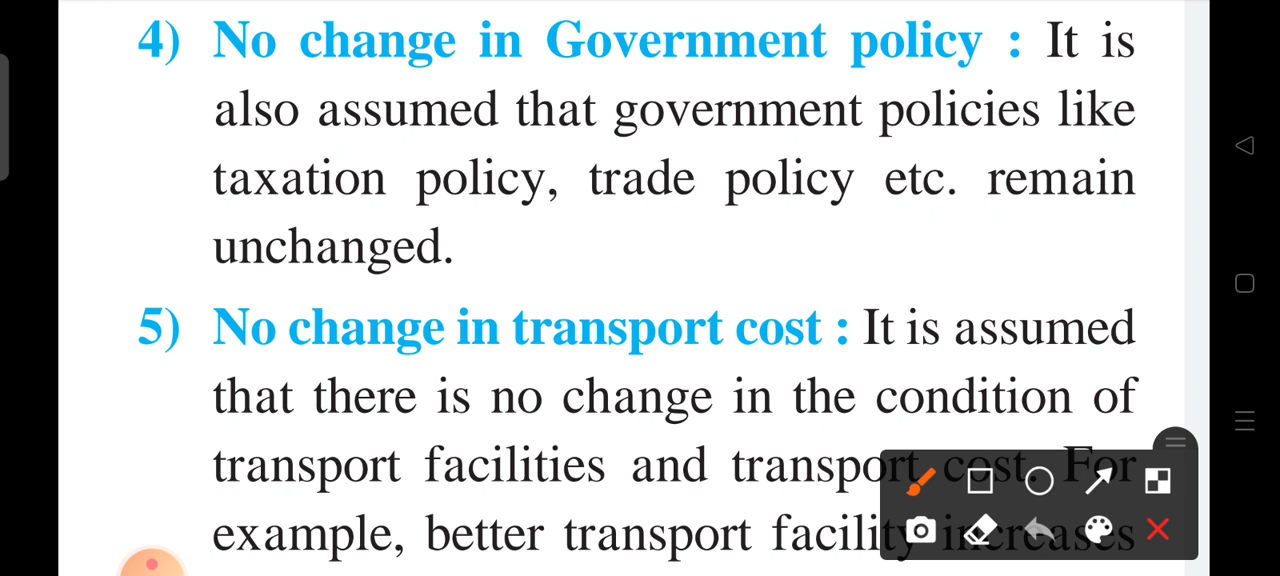 4) No change in Government policy : It is
also assumed that government policies like
taxation policy, trade policy etc. remain
unchanged.
5) No change in transport cost : It is assumed
that there is no change in the condition of
transport facilities and transport cost. For
example, better transport facility increases